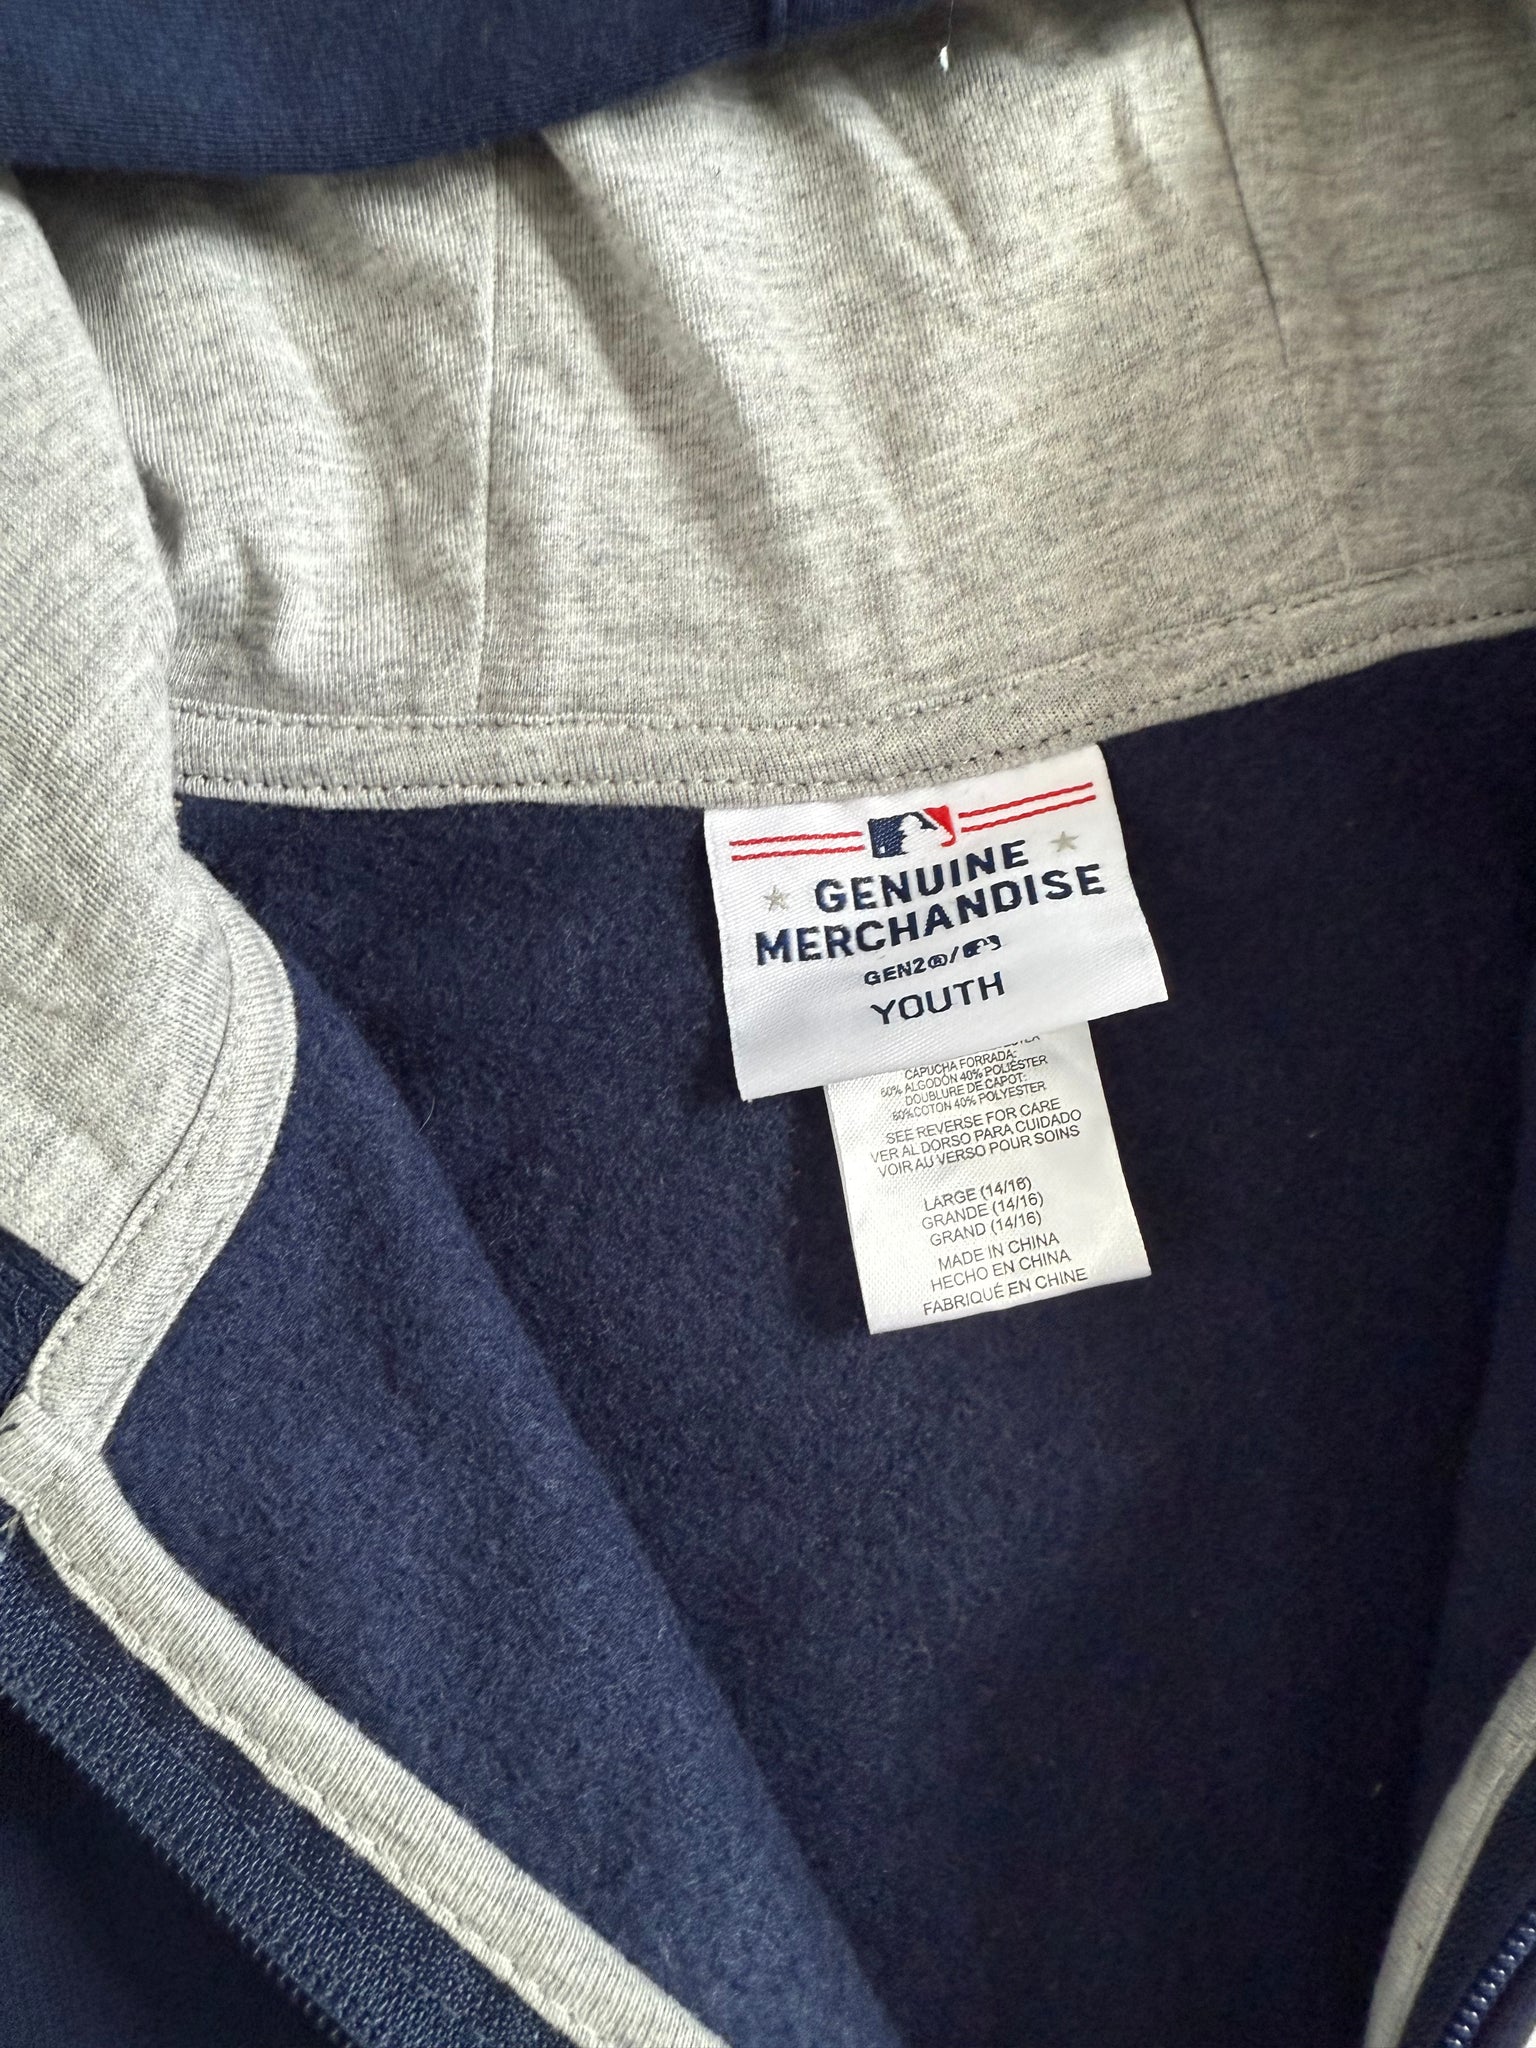 GENUINE
MERCHANDISE
GEN2®/
YOUTH
CAPUCHA FORRADA:
60% ALGODÓN 40% POLIÉSTER
DOUBLURE DE CAPOT:
60% COTON 40% POLYESTER
SEE REVERSE FOR CARE
VER AL DORSO PARA CUIDADO
VOIR AU VERSO POUR SOINS
LARGE (14/16)
GRANDE (14/16)
GRAND (14/16)
MADE IN CHINA
HECHO EN CHINA
FABRIQUÉ EN CHINE